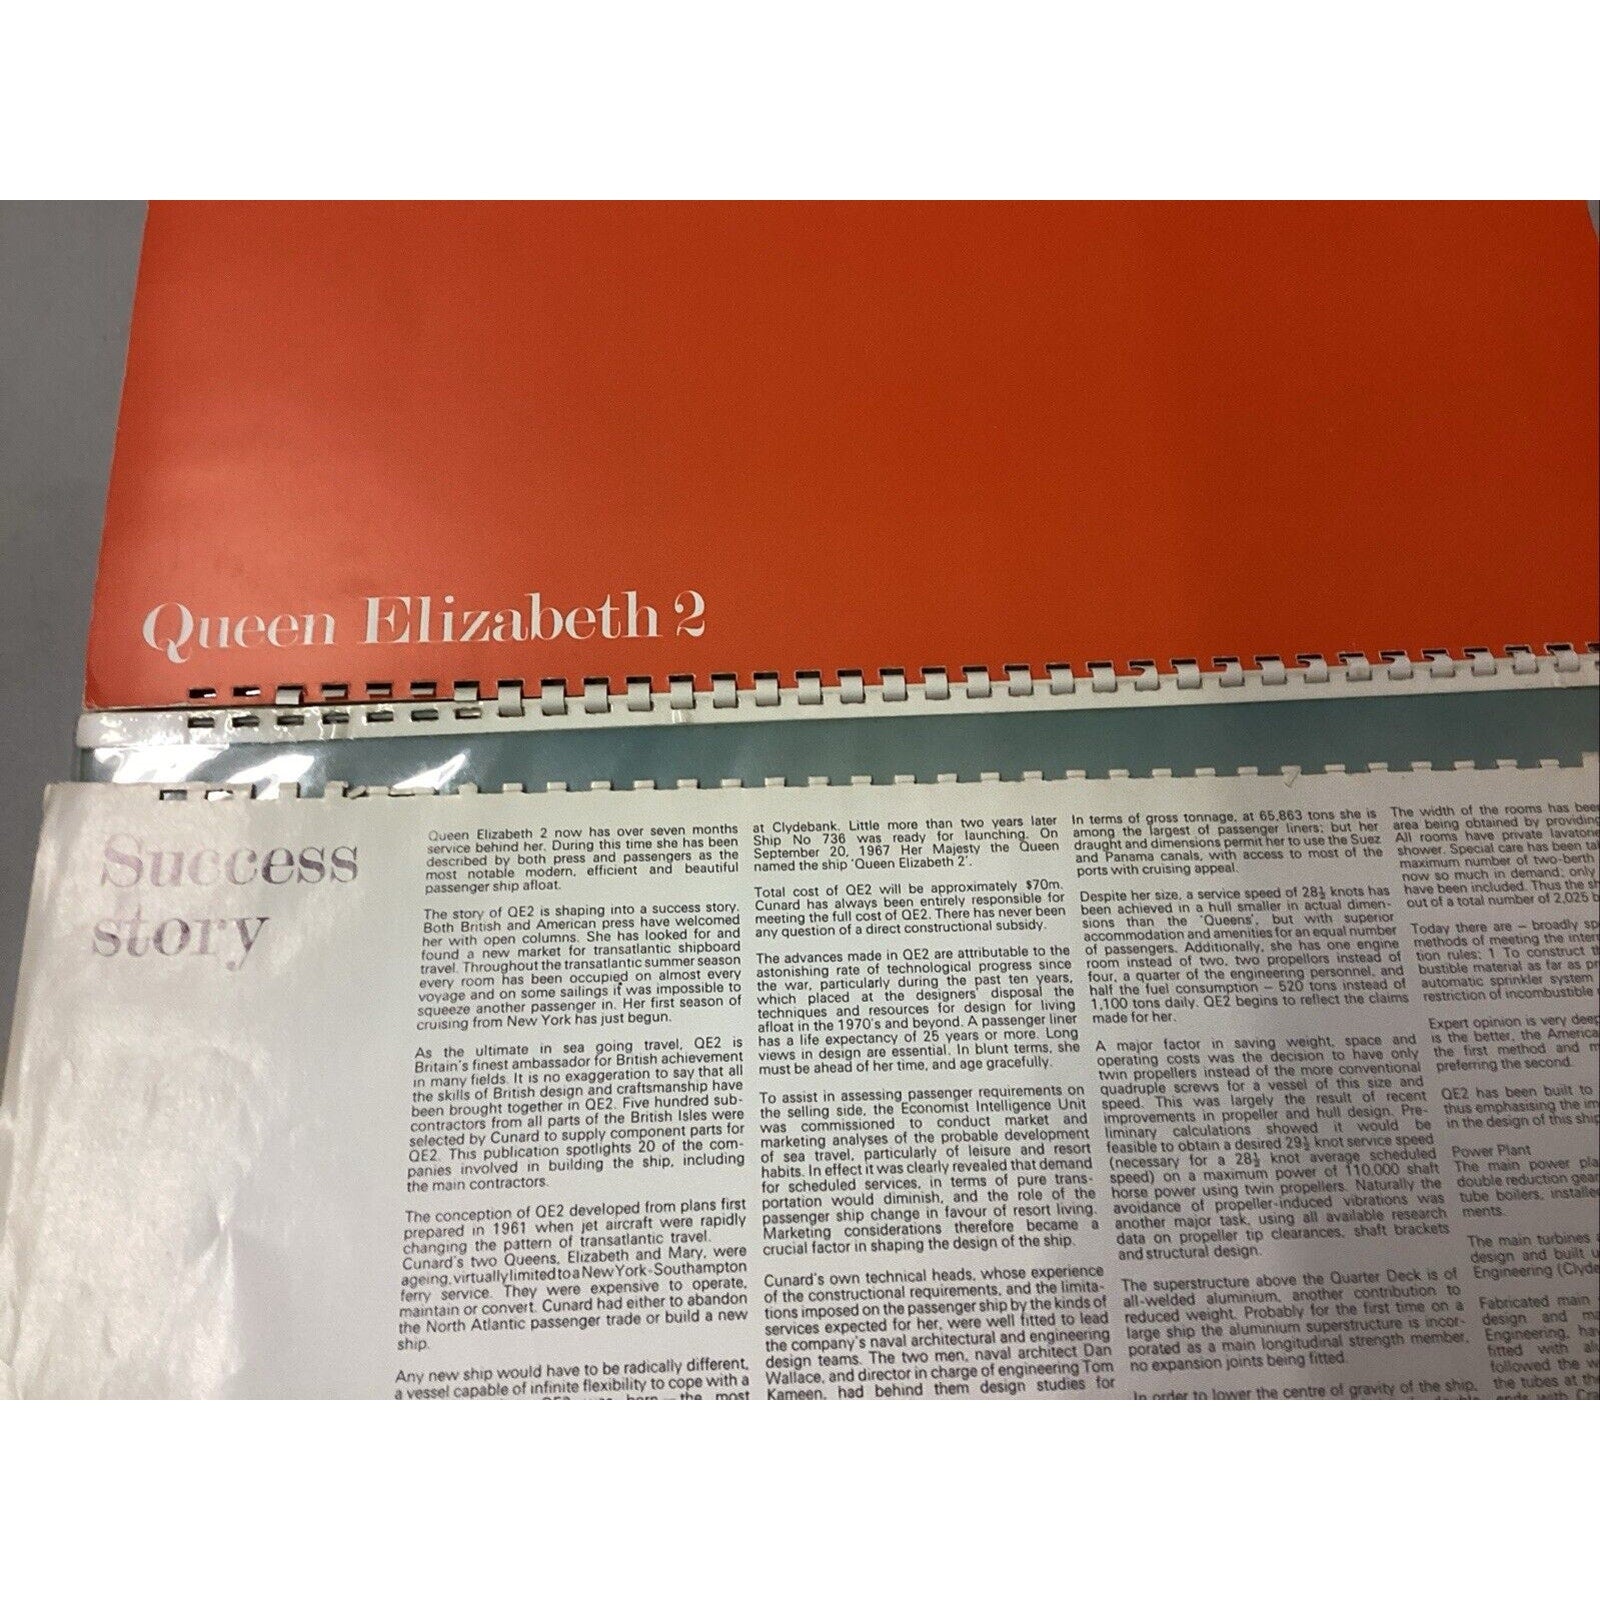 Queen Elizabeth 2
Success
story
Queen Elizabeth 2 now has over seven months
service behind her. During this time she has been
described by both press and passengers as the
most notable modern, efficient and beautiful
passenger ship afloat.
The story of QE2 is shaping into a success story.
Both British and American press have welcomed
her with open columns. She has looked for and
found a new market for transatlantic shipboard
travel. Throughout the transatlantic summer season
every room has been occupied on almost every
voyage and on some sailings it was impossible to
squeeze another passenger in. Her first season of
cruising from New York has just begun.
As the ultimate in sea going travel, QE2 is
Britain's finest ambassador for British achievement
in many fields. It is no exaggeration to say that all
the skills of British design and craftsmanship have
been brought together in QE2. Five hundred sub-
contractors from all parts of the British Isles were
selected by Cunard to supply component parts for
QE2. This publication spotlights 20 of the com-
panies involved in building the ship, including
the main contractors.
The conception of QE2 developed from plans first
prepared in 1961 when jet aircraft were rapidly
changing the pattern of transatlantic travel.
Cunard's two Queens, Elizabeth and Mary, were
ageing, virtually limited to a New York-Southampton
ferry service. They were expensive to operate,
maintain or convert. Cunard had either to abandon
the North Atlantic passenger trade or build a new
ship.
Any new ship would have to be radically different,
a vessel capable of infinite flexibility to cope with a
QE2 was born – the most
at Clydebank. Little more than two years later
Ship No 736 was ready for launching. On
September 20, 1967 Her Majesty the Queen
named the ship 'Queen Elizabeth 2'.
Total cost of QE2 will be approximately $70m.
Cunard has always been entirely responsible for
meeting the full cost of QE2. There has never been
any question of a direct constructional subsidy.
The advances made in QE2 are attributable to the
astonishing rate of technological progress since
the war, particularly during the past ten years,
which placed at the designers' disposal the
techniques and resources for design for living
afloat in the 1970's and beyond. A passenger liner
has a life expectancy of 25 years or more. Long
views in design are essential. In blunt terms, she
must be ahead of her time, and age gracefully.
To assist in assessing passenger requirements on
the selling side, the Economist Intelligence Unit
was commissioned to conduct market and
marketing analyses of the probable development
of sea travel, particularly of leisure and resort
habits. In effect it was clearly revealed that demand
for scheduled services, in terms of pure trans-
portation would diminish, and the role of the
passenger ship change in favour of resort living.
Marketing considerations therefore became a
crucial factor in shaping the design of the ship.
Cunard's own technical heads, whose experience
of the constructional requirements, and the limita-
tions imposed on the passenger ship by the kinds of
services expected for her, were well fitted to lead
the company's naval architectural and engineering
design teams. The two men, naval architect Dan
Wallace, and director in charge of engineering Tom
Kameen, had behind them design studies for
In terms of gross tonnage, at 65,863 tons she is
among the largest of passenger liners; but her
draught and dimensions permit her to use the Suez
and Panama canals, with access to most of the
ports with cruising appeal.
Despite her size, a service speed of 28½ knots has
been achieved in a hull smaller in actual dimen-
sions than the 'Queens', but with superior
accommodation and amenities for an equal number
of passengers. Additionally, she has one engine
room instead of two, two propellors instead of
four, a quarter of the engineering personnel, and
half the fuel consumption – 520 tons instead of
1,100 tons daily. QE2 begins to reflect the claims
made for her.
A major factor in saving weight, space and
operating costs was the decision to have only
twin propellers instead of the more conventional
quadruple screws for a vessel of this size and
speed. This was largely the result of recent
improvements in propeller and hull design. Pre-
liminary calculations showed it would be
feasible to obtain a desired 29½ knot service speed
(necessary for a 28½ knot average scheduled
speed) on a maximum power of 110,000 shaft
horse power using twin propellers. Naturally the
avoidance of propeller-induced vibrations was
another major task, using all available research
data on propeller tip clearances, shaft brackets
and structural design.
The superstructure above the Quarter Deck is of
all-welded aluminium, another contribution to
reduced weight. Probably for the first time on a
large ship the aluminium superstructure is incor-
porated as a main longitudinal strength member,
no expansion joints being fitted.
In order to lower the centre of gravity of the ship,
The width of the rooms has been
area being obtained by providing
All rooms have private lavatorie
shower. Special care has been ta
maximum number of two-berth
now so much in demand; only
have been included. Thus the sh
out of a total number of 2,025 b
Today there are – broadly sp
methods of meeting the inter
tion rules: 1 To construct t
bustible material as far as p
automatic sprinkler system
restriction of incombustible
Expert opinion is very deep
is the better, the America
the first method and m
preferring the second.
QE2 has been built to
thus emphasising the im
in the design of this ship
Power Plant
The main power pla
double reduction gear
tube boilers, installe
ments.
The main turbines
design and built u
Engineering (Clyde
Fabricated main
design and ma
Engineering, ha
fitted with al
followed the w
the tubes at th
ends with Cra